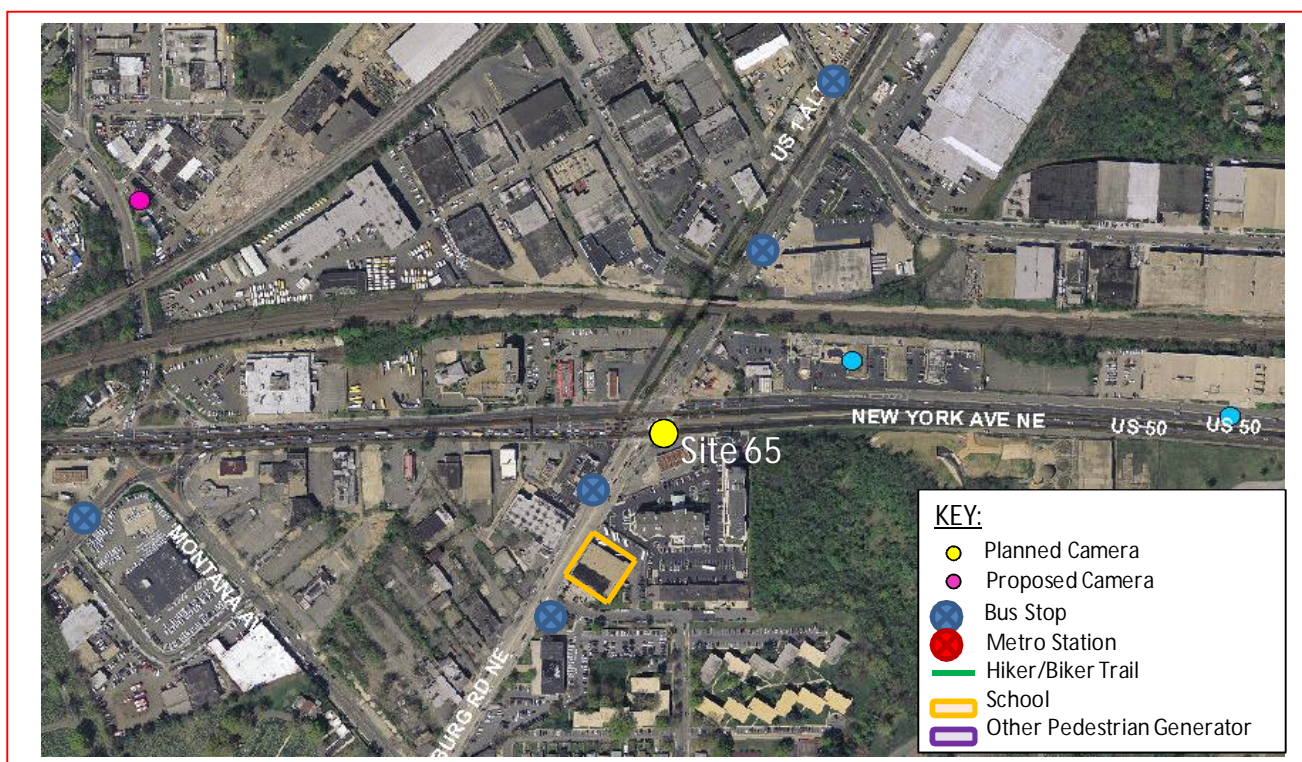 US 1 ALT
NEW YORK AVE NE
US 50
US 50
Site 65
MONTANA AV
BURG RD NE
KEY:
Planned Camera
Proposed Camera
Bus Stop
Metro Station
Hiker/Biker Trail
School
Other Pedestrian Generator